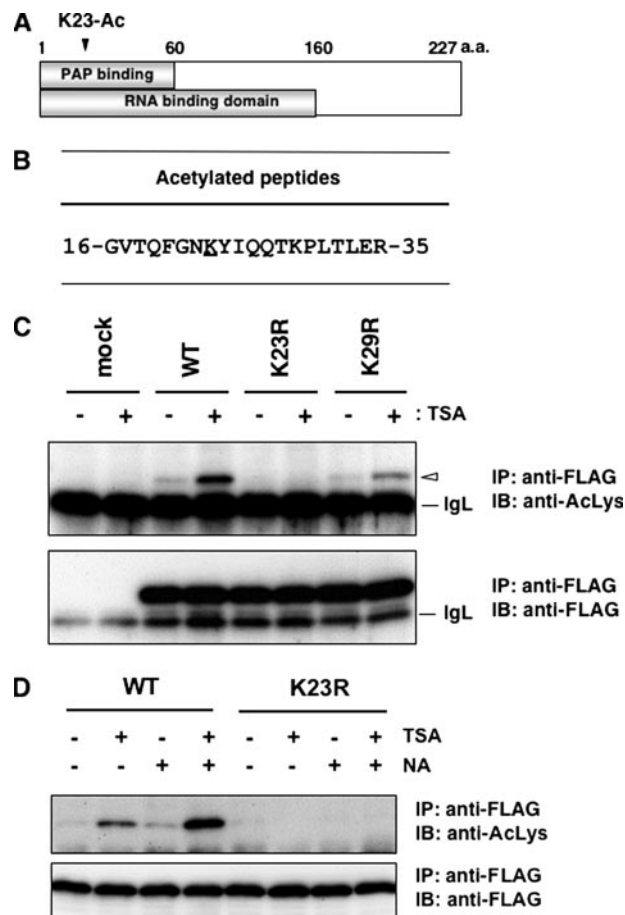 A
K23-Ac
1 60 160 227 a.a.
PAP binding
RNA binding domain
B
Acetylated peptides
16-GVTQFGNKYIQQTKPLTLER-35
C
mock WT K23R K29R
- + - + - + - + : TSA
IP: anti-FLAG
IB: anti-AcLys
IgL
IP: anti-FLAG
IB: anti-FLAG
IgL
D
WT K23R
- + - + - + - + TSA
- - + + - - + + NA
IP: anti-FLAG
IB: anti-AcLys
IP: anti-FLAG
IB: anti-FLAG